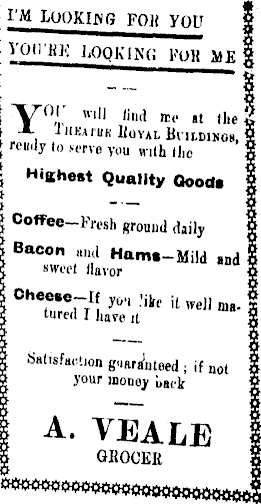 I'M LOOKING FOR YOU
YOU'RE LOOKING FOR ME
YOU will find me at the
THEATRE ROYAL BUILDINGS,
ready to serve you with the
Highest Quality Goods
Coffee—Fresh ground daily
Bacon and Hams—Mild and
sweet flavor
Cheese—If you like it well ma-
tured I have it
Satisfaction guaranteed ; if not
your money back
A. VEALE
GROCER